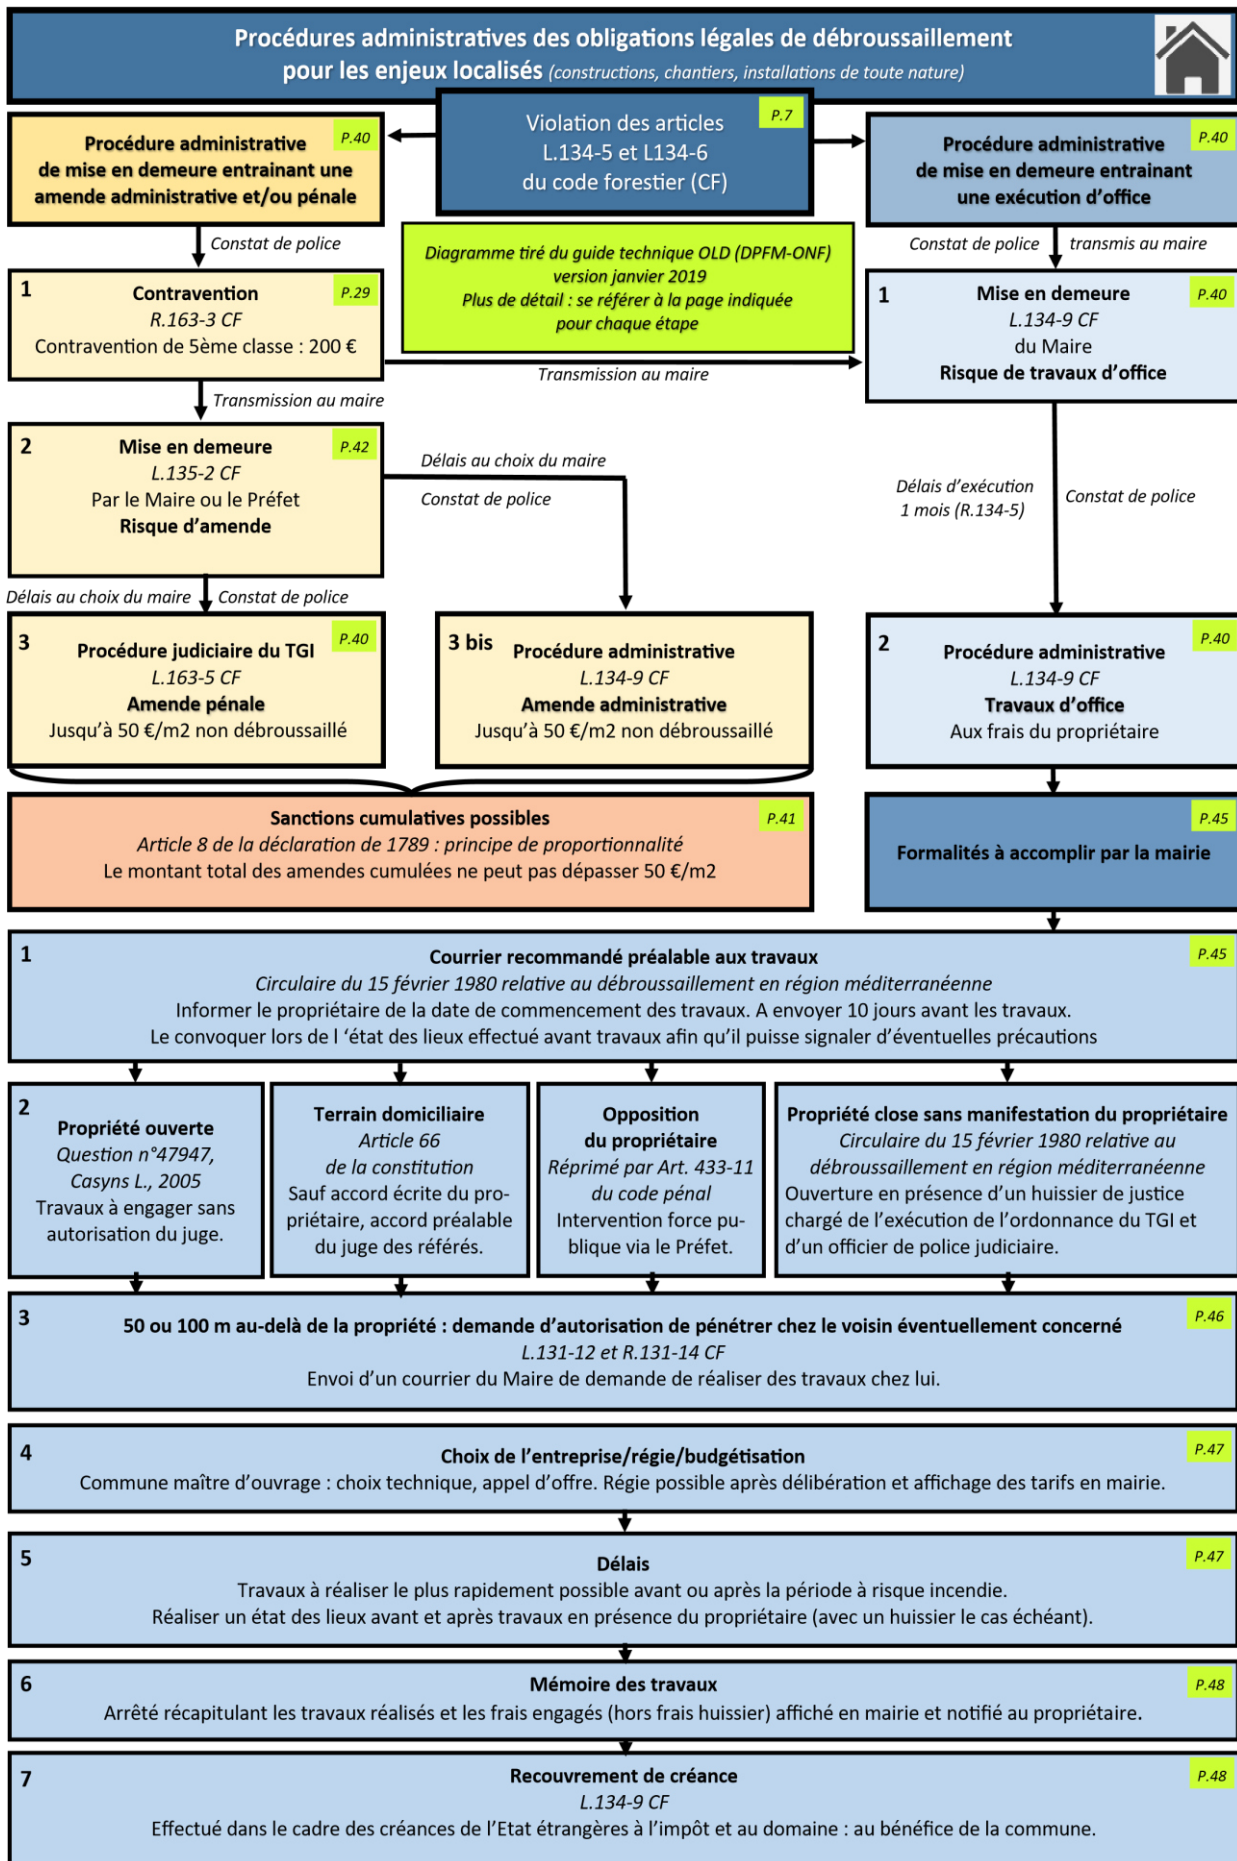 Procédures administratives des obligations légales de débroussaillement
pour les enjeux localisés (constructions, chantiers, installations de toute nature)
P.7
Violation des articles
L.134-5 et L134-6
du code forestier (CF)
P.40
Procédure administrative
de mise en demeure entrainant une
amende administrative et/ou pénale
P.40
Procédure administrative
de mise en demeure entrainant
une exécution d'office
Constat de police
Constat de police transmis au maire
Diagramme tiré du guide technique OLD (DPFM-ONF)
version janvier 2019
Plus de détail : se référer à la page indiquée
pour chaque étape
1
P.29
Contravention
R.163-3 CF
Contravention de 5ème classe : 200 €
Transmission au maire
1
P.40
Mise en demeure
L.134-9 CF
du Maire
Risque de travaux d'office
Transmission au maire
2
P.42
Mise en demeure
L.135-2 CF
Par le Maire ou le Préfet
Risque d'amende
Délais au choix du maire
Constat de police
Délais d'exécution
1 mois (R.134-5)
Constat de police
Délais au choix du maire
Constat de police
3
P.40
Procédure judiciaire du TGI
L.163-5 CF
Amende pénale
Jusqu'à 50 €/m2 non débroussaillé
3 bis
Procédure administrative
L.134-9 CF
Amende administrative
Jusqu'à 50 €/m2 non débroussaillé
2
P.40
Procédure administrative
L.134-9 CF
Travaux d'office
Aux frais du propriétaire
P.41
Sanctions cumulatives possibles
Article 8 de la déclaration de 1789 : principe de proportionnalité
Le montant total des amendes cumulées ne peut pas dépasser 50 €/m2
P.45
Formalités à accomplir par la mairie
1
P.45
Courrier recommandé préalable aux travaux
Circulaire du 15 février 1980 relative au débroussaillement en région méditerranéenne
Informer le propriétaire de la date de commencement des travaux. A envoyer 10 jours avant les travaux.
Le convoquer lors de l 'état des lieux effectué avant travaux afin qu'il puisse signaler d'éventuelles précautions
2
Propriété ouverte
Question n°47947,
Casyns L., 2005
Travaux à engager sans
autorisation du juge.
Terrain domiciliaire
Article 66
de la constitution
Sauf accord écrite du pro-
priétaire, accord préalable
du juge des référés.
Opposition
du propriétaire
Réprimé par Art. 433-11
du code pénal
Intervention force pu-
blique via le Préfet.
Propriété close sans manifestation du propriétaire
Circulaire du 15 février 1980 relative au
débroussaillement en région méditerranéenne
Ouverture en présence d'un huissier de justice
chargé de l'exécution de l'ordonnance du TGI et
d'un officier de police judiciaire.
3
P.46
50 ou 100 m au-delà de la propriété : demande d'autorisation de pénétrer chez le voisin éventuellement concerné
L.131-12 et R.131-14 CF
Envoi d'un courrier du Maire de demande de réaliser des travaux chez lui.
4
P.47
Choix de l'entreprise/régie/budgétisation
Commune maître d'ouvrage : choix technique, appel d'offre. Régie possible après délibération et affichage des tarifs en mairie.
5
P.47
Délais
Travaux à réaliser le plus rapidement possible avant ou après la période à risque incendie.
Réaliser un état des lieux avant et après travaux en présence du propriétaire (avec un huissier le cas échéant).
6
P.48
Mémoire des travaux
Arrêté récapitulant les travaux réalisés et les frais engagés (hors frais huissier) affiché en mairie et notifié au propriétaire.
7
P.48
Recouvrement de créance
L.134-9 CF
Effectué dans le cadre des créances de l'Etat étrangères à l'impôt et au domaine : au bénéfice de la commune.